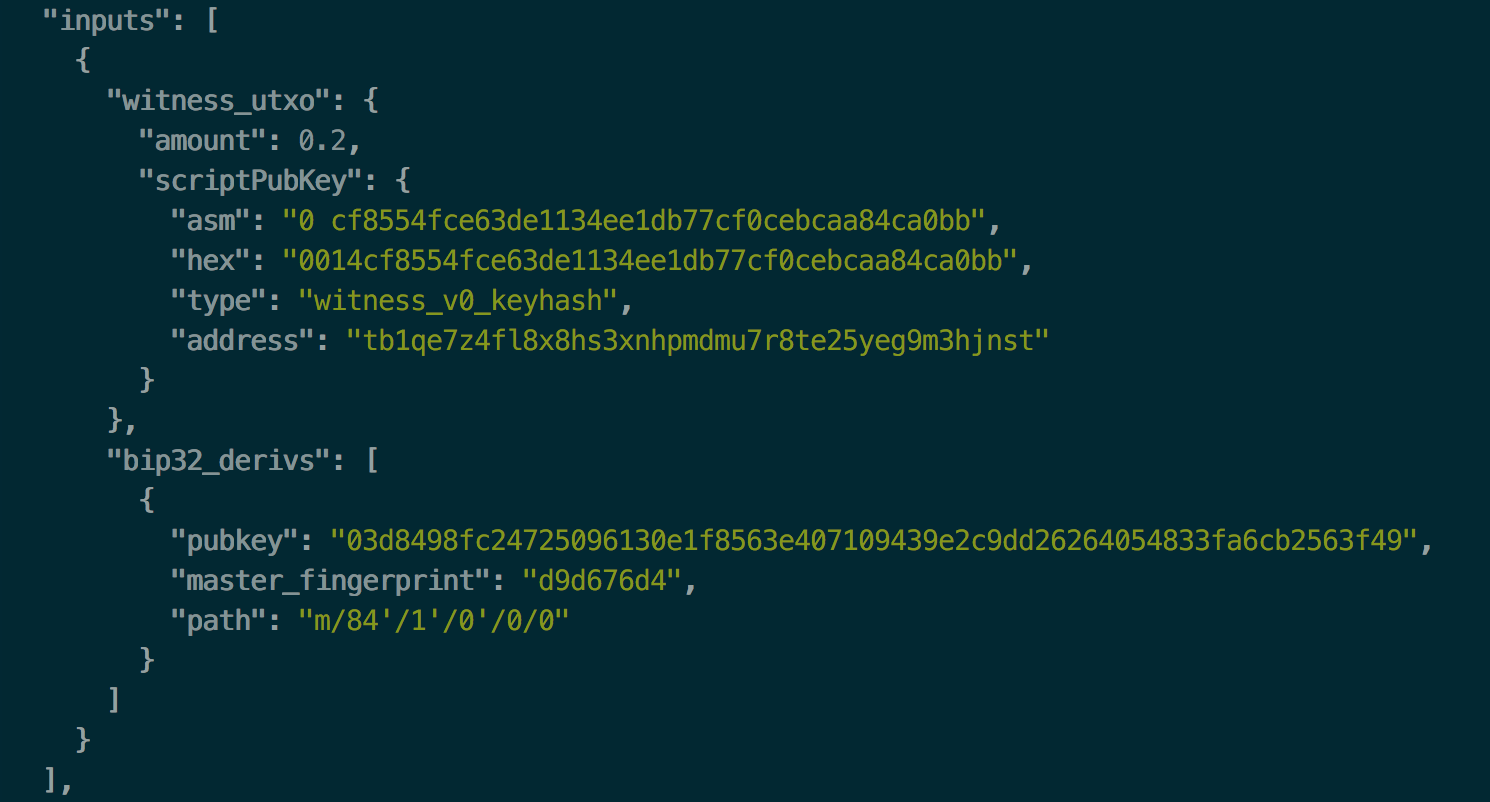 "inputs": [
{
"witness_utxo": {
"amount": 0.2,
"scriptPubKey": {
"asm": "0 cf8554fce63de1134ee1db77cf0cebcaa84ca0bb",
"hex": "0014cf8554fce63de1134ee1db77cf0cebcaa84ca0bb",
"type": "witness_v0_keyhash",
"address": "tb1qe7z4fl8x8hs3xnhpmdmu7r8te25yeg9m3hjnst"
}
},
"bip32_derivs": [
{
"pubkey": "03d8498fc24725096130e1f8563e407109439e2c9dd26264054833fa6cb2563f49",
"master_fingerprint": "d9d676d4",
"path": "m/84'/1'/0'/0/0"
}
]
}
],